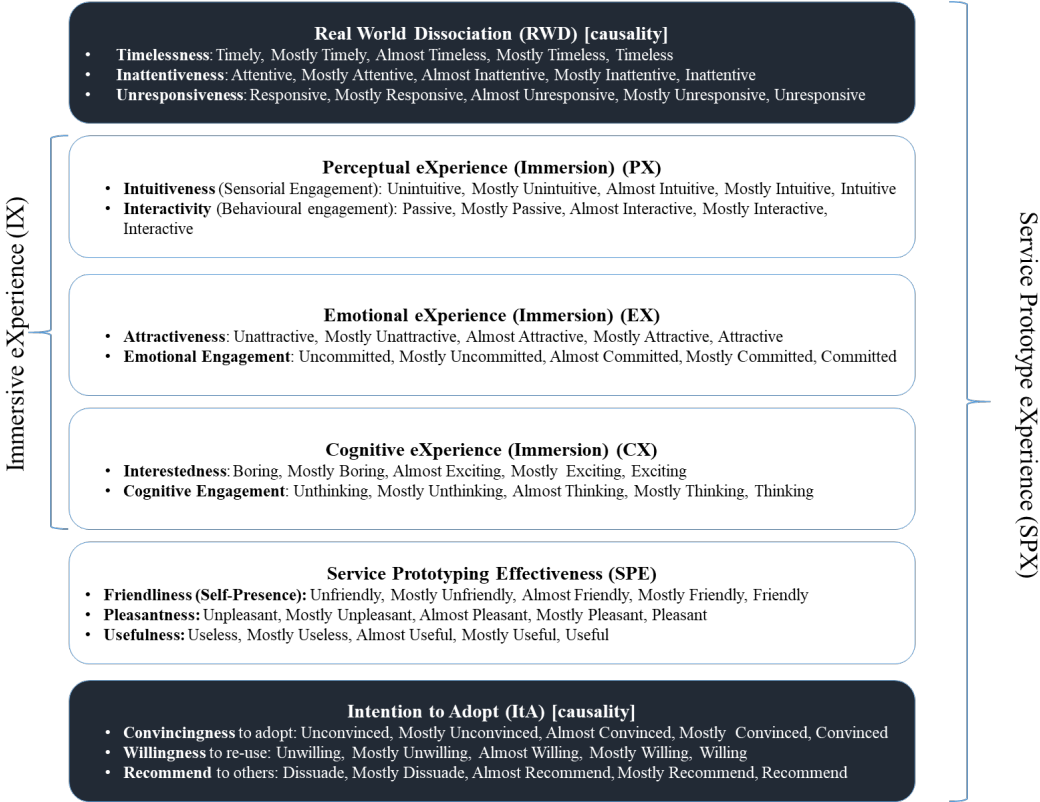 Real World Dissociation (RWD) [causality]
• Timelessness: Timely, Mostly Timely, Almost Timeless, Mostly Timeless, Timeless
• Inattentiveness: Attentive, Mostly Attentive, Almost Inattentive, Mostly Inattentive, Inattentive
• Unresponsiveness: Responsive, Mostly Responsive, Almost Unresponsive, Mostly Unresponsive, Unresponsive
Immersive eXperience (IX)
Perceptual eXperience (Immersion) (PX)
• Intuitiveness (Sensorial Engagement): Unintuitive, Mostly Unintuitive, Almost Intuitive, Mostly Intuitive, Intuitive
• Interactivity (Behavioural engagement): Passive, Mostly Passive, Almost Interactive, Mostly Interactive,
Interactive
Emotional eXperience (Immersion) (EX)
• Attractiveness: Unattractive, Mostly Unattractive, Almost Attractive, Mostly Attractive, Attractive
• Emotional Engagement: Uncommitted, Mostly Uncommitted, Almost Committed, Mostly Committed, Committed
Cognitive eXperience (Immersion) (CX)
• Interestedness: Boring, Mostly Boring, Almost Exciting, Mostly Exciting, Exciting
• Cognitive Engagement: Unthinking, Mostly Unthinking, Almost Thinking, Mostly Thinking, Thinking
Service Prototyping Effectiveness (SPE)
• Friendliness (Self-Presence): Unfriendly, Mostly Unfriendly, Almost Friendly, Mostly Friendly, Friendly
• Pleasantness: Unpleasant, Mostly Unpleasant, Almost Pleasant, Mostly Pleasant, Pleasant
• Usefulness: Useless, Mostly Useless, Almost Useful, Mostly Useful, Useful
Intention to Adopt (ItA) [causality]
• Convincingness to adopt: Unconvinced, Mostly Unconvinced, Almost Convinced, Mostly Convinced, Convinced
• Willingness to re-use: Unwilling, Mostly Unwilling, Almost Willing, Mostly Willing, Willing
• Recommend to others: Dissuade, Mostly Dissuade, Almost Recommend, Mostly Recommend, Recommend
Service Prototype eXperience (SPX)